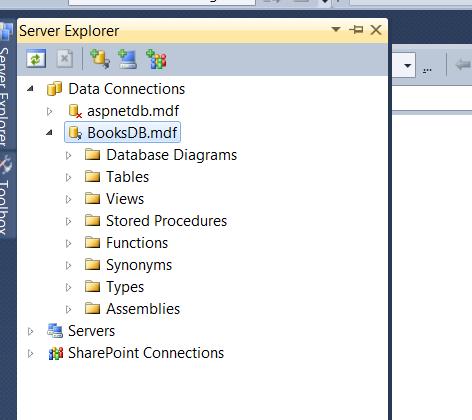 Server Explorer
Data Connections
aspnetdb.mdf
BooksDB.mdf
Database Diagrams
Tables
Views
Stored Procedures
Functions
Synonyms
Types
Assemblies
Servers
SharePoint Connections
Server Explorer
Toolbox
...